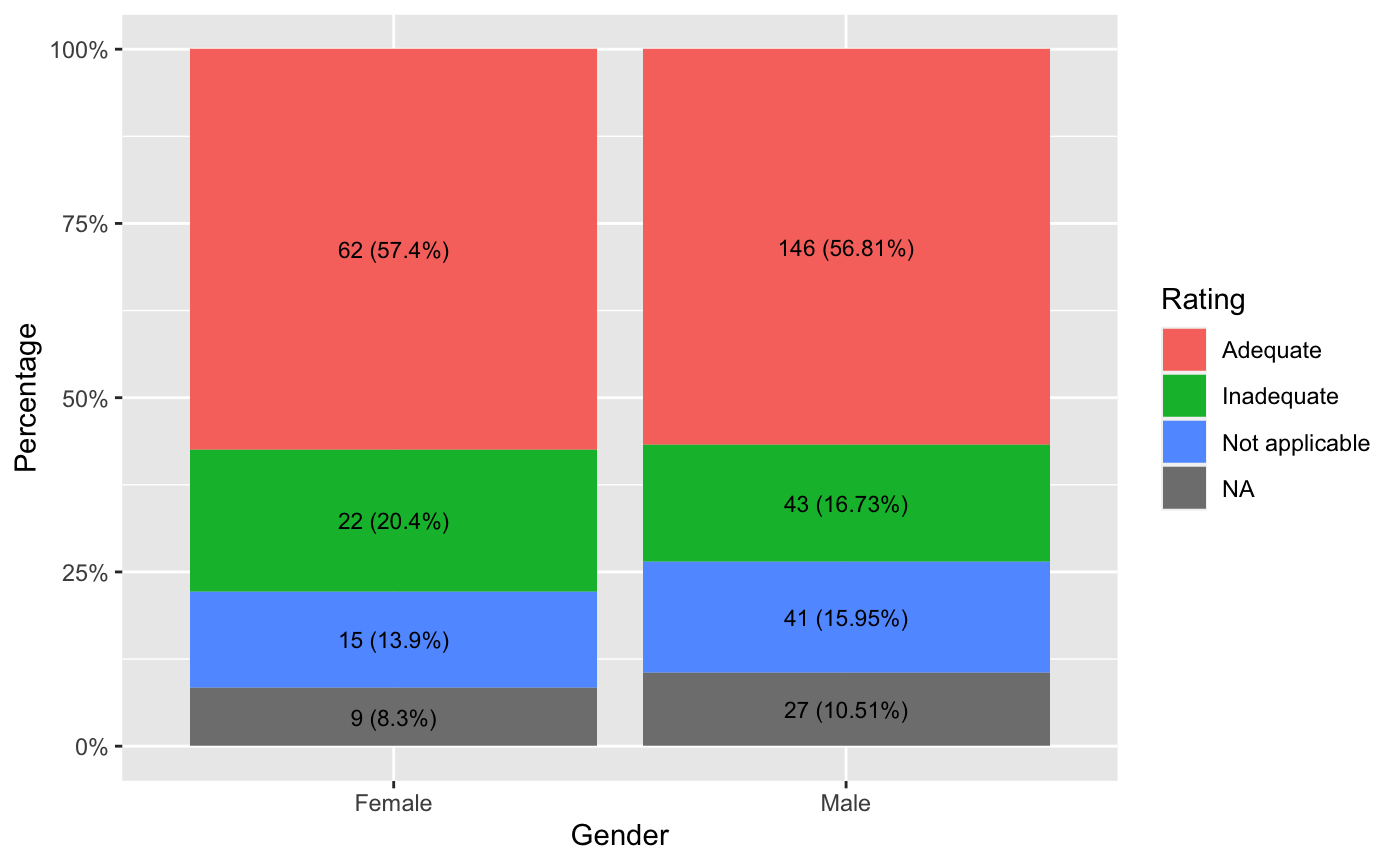 100%
75%
50%
25%
0%
Percentage
62 (57.4%)
22 (20.4%)
15 (13.9%)
9 (8.3%)
146 (56.81%)
43 (16.73%)
41 (15.95%)
27 (10.51%)
Female
Male
Gender
Rating
Adequate
Inadequate
Not applicable
NA